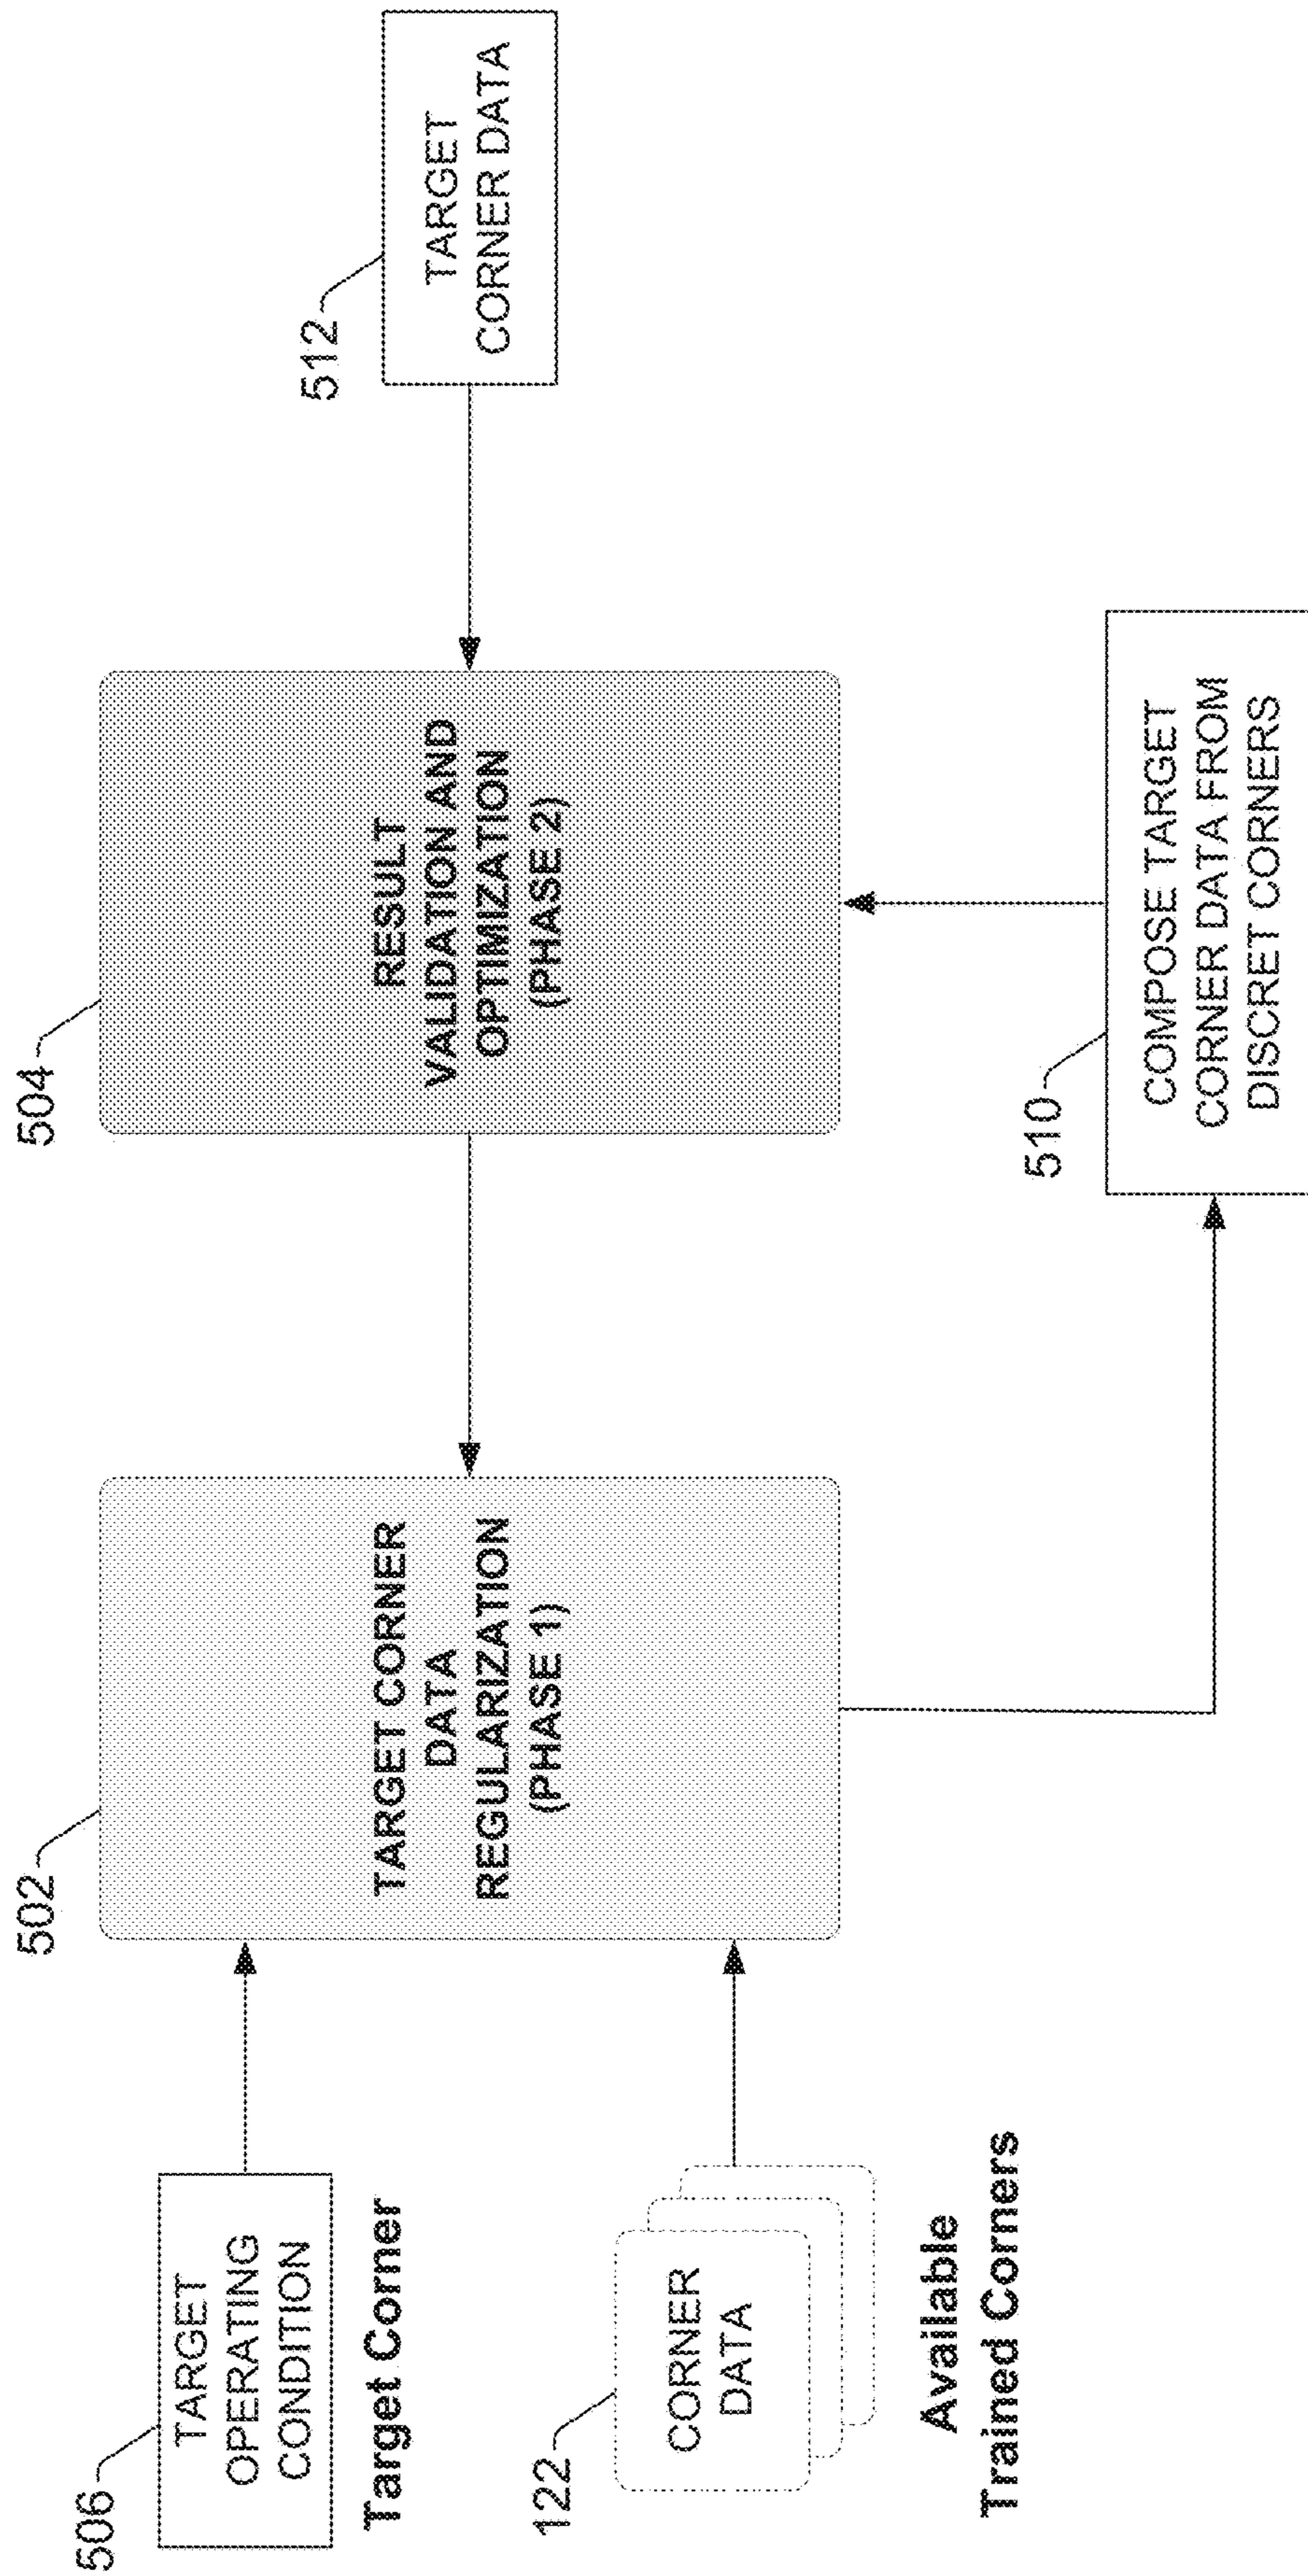 506
TARGET
OPERATING
CONDITION
Target Corner
122
CORNER
DATA
Available
Trained Corners
502
TARGET CORNER
DATA
REGULARIZATION
(PHASE 1)
504
RESULT
VALIDATION AND
OPTIMIZATION
(PHASE 2)
510
COMPOSE TARGET
CORNER DATA FROM
DISCRET CORNERS
512
TARGET
CORNER DATA